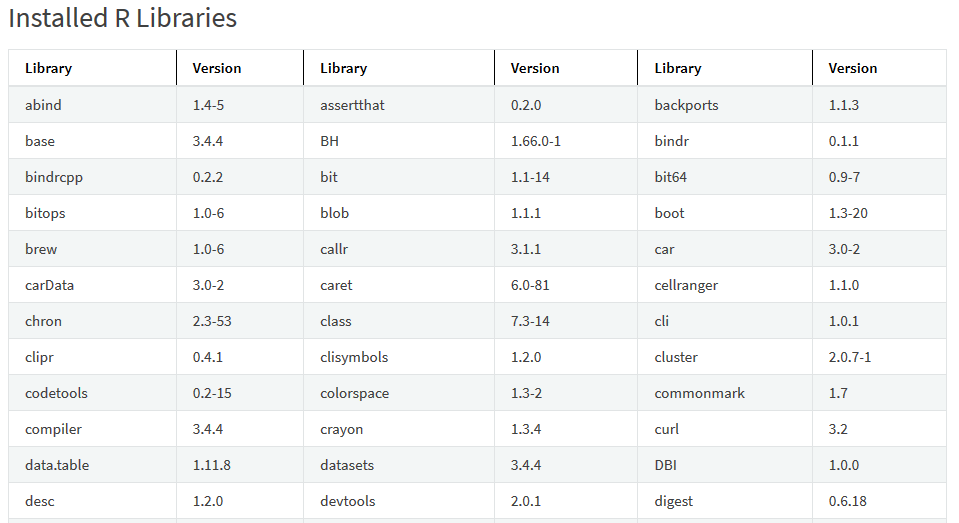 Installed R Libraries
Library Version Library Version Library Version
abind 1.4-5 assertthat 0.2.0 backports 1.1.3
base 3.4.4 BH 1.66.0-1 bindr 0.1.1
bindrcpp 0.2.2 bit 1.1-14 bit64 0.9-7
bitops 1.0-6 blob 1.1.1 boot 1.3-20
brew 1.0-6 callr 3.1.1 car 3.0-2
carData 3.0-2 caret 6.0-81 cellranger 1.1.0
chron 2.3-53 class 7.3-14 cli 1.0.1
clipr 0.4.1 clisymbols 1.2.0 cluster 2.0.7-1
codetools 0.2-15 colorspace 1.3-2 commonmark 1.7
compiler 3.4.4 crayon 1.3.4 curl 3.2
data.table 1.11.8 datasets 3.4.4 DBI 1.0.0
desc 1.2.0 devtools 2.0.1 digest 0.6.18